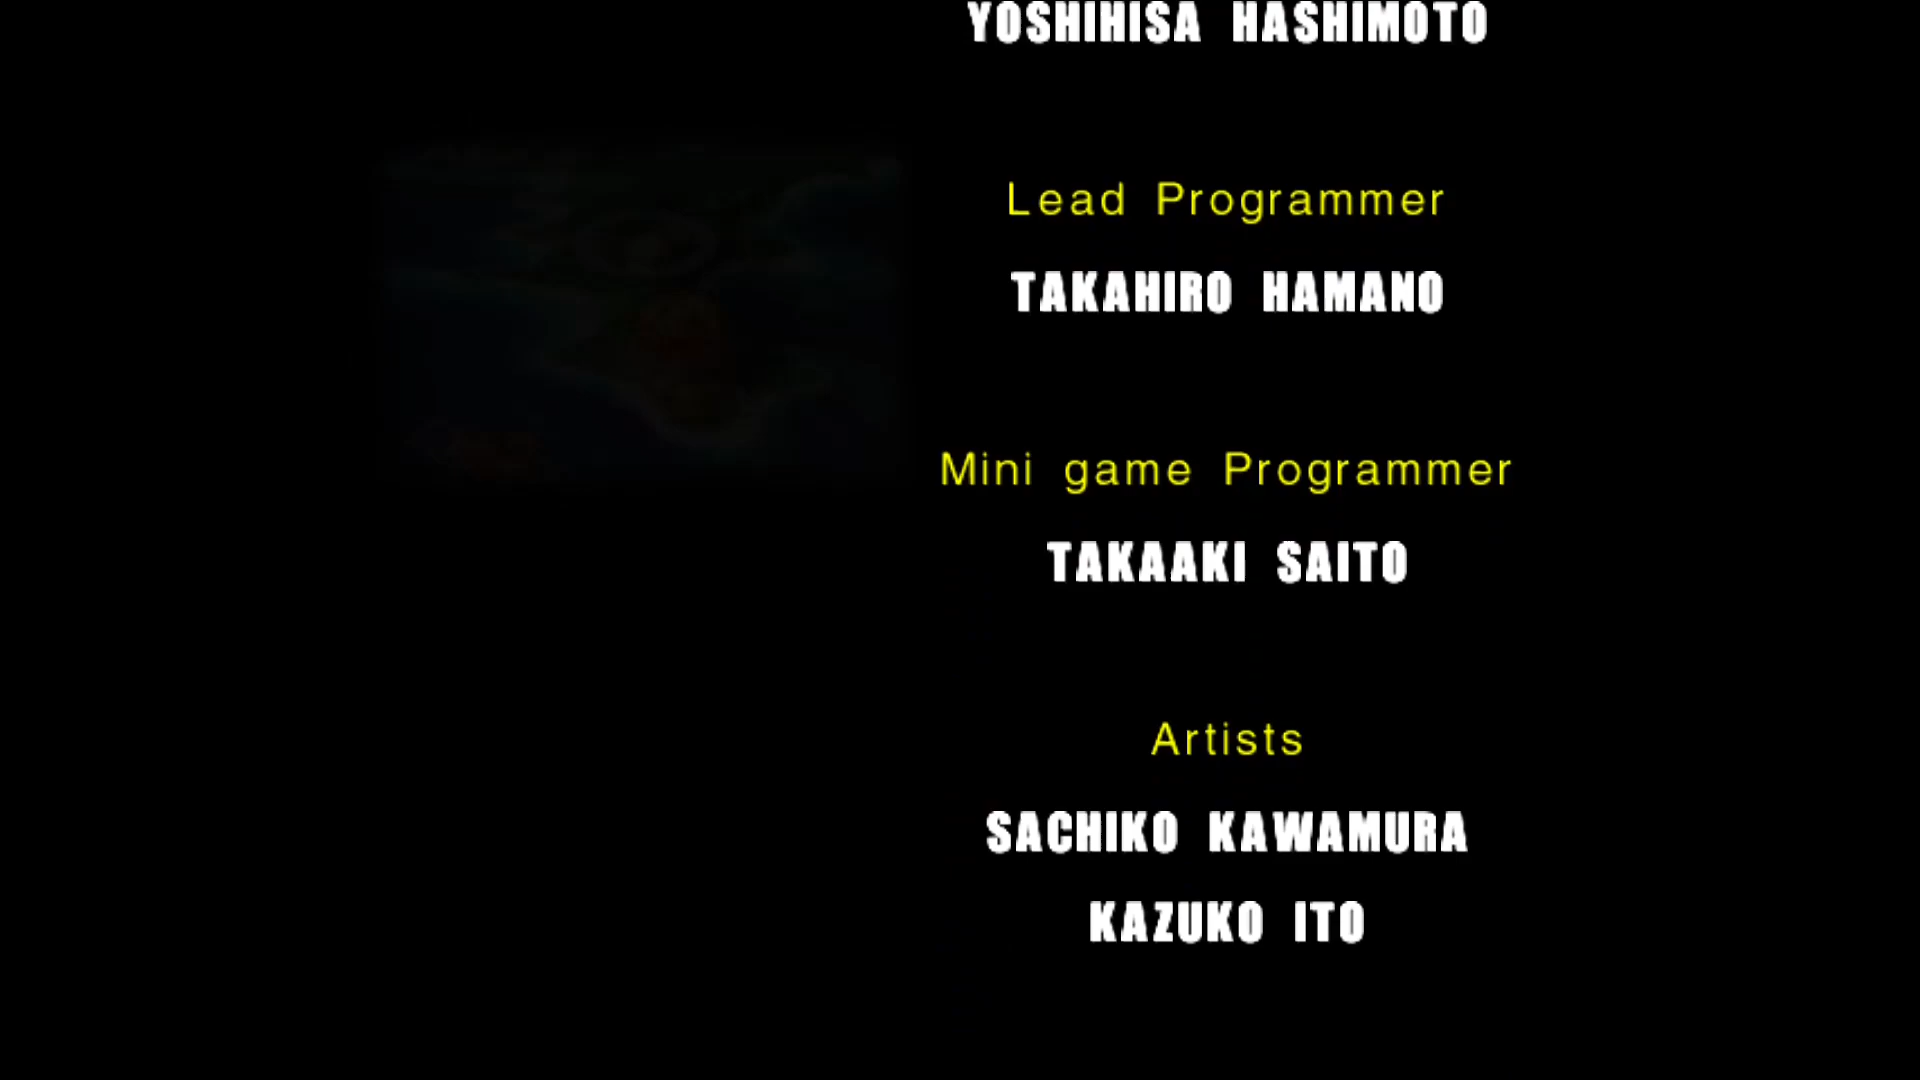 YOSHIHISA HASHIMOTO
Lead Programmer
TAKAHIRO HAMANO
Mini game Programmer
TAKAAKI SAITO
Artists
SACHIKO KAWAMURA
KAZUKO ITO